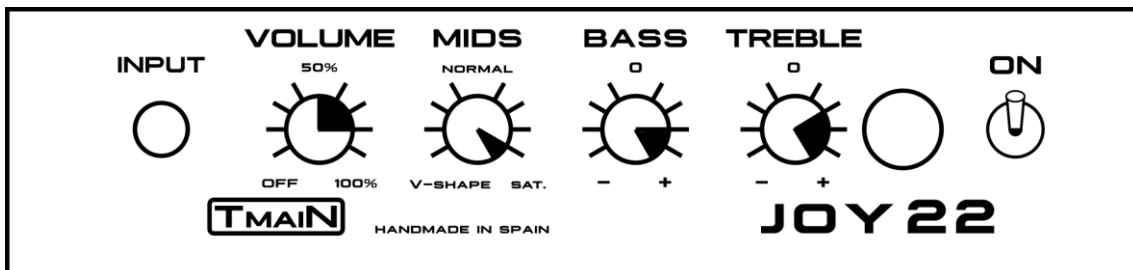 INPUT
VOLUME
50%
OFF 100%
MIDS
NORMAL
V-SHAPE SAT.
BASS
0
- +
TREBLE
0
- +
ON
TMAIN
HANDMADE IN SPAIN
JOY 22